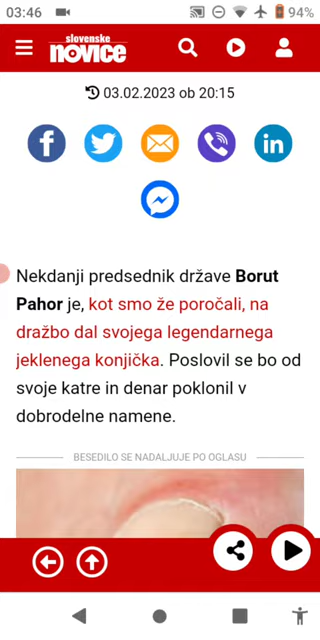 03:46
94%
slovenske
novice
03.02.2023 ob 20:15
Nekdanji predsednik države Borut
Pahor je, kot smo že poročali, na
dražbo dal svojega legendarnega
jeklenega konjička. Poslovil se bo od
svoje katre in denar poklonil v
dobrodelne namene.
BESEDILO SE NADALJUJE PO OGLASU